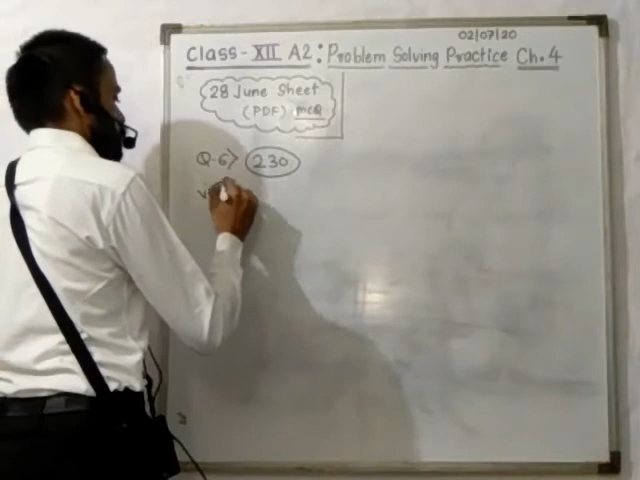 02/07/20
Class - XII A2 : Problem Solving Practice Ch. 4
28 June Sheet
(PDF) MCQ
Q-6> 230